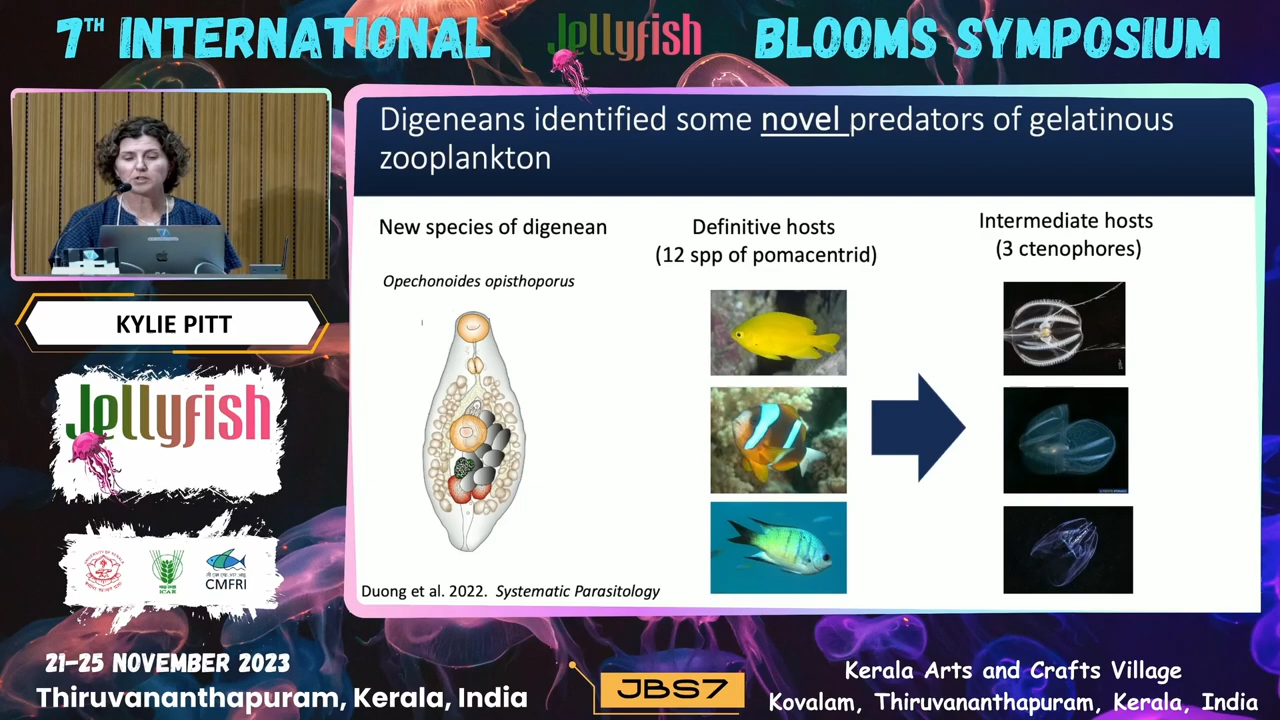 7TH INTERNATIONAL Jellyfish BLOOMS SYMPOSIUM
Digeneans identified some novel predators of gelatinous
zooplankton
New species of digenean
Opechonoides opisthoporus
Definitive hosts
(12 spp of pomacentrid)
Intermediate hosts
(3 ctenophores)
Duong et al. 2022. Systematic Parasitology
KYLIE PITT
Jellyfish
ICAR
CMFRI
21-25 NOVEMBER 2023
Thiruvananthapuram, Kerala, India
JBS7
Kerala Arts and Crafts Village
Kovalam, Thiruvananthapuram, Kerala, India